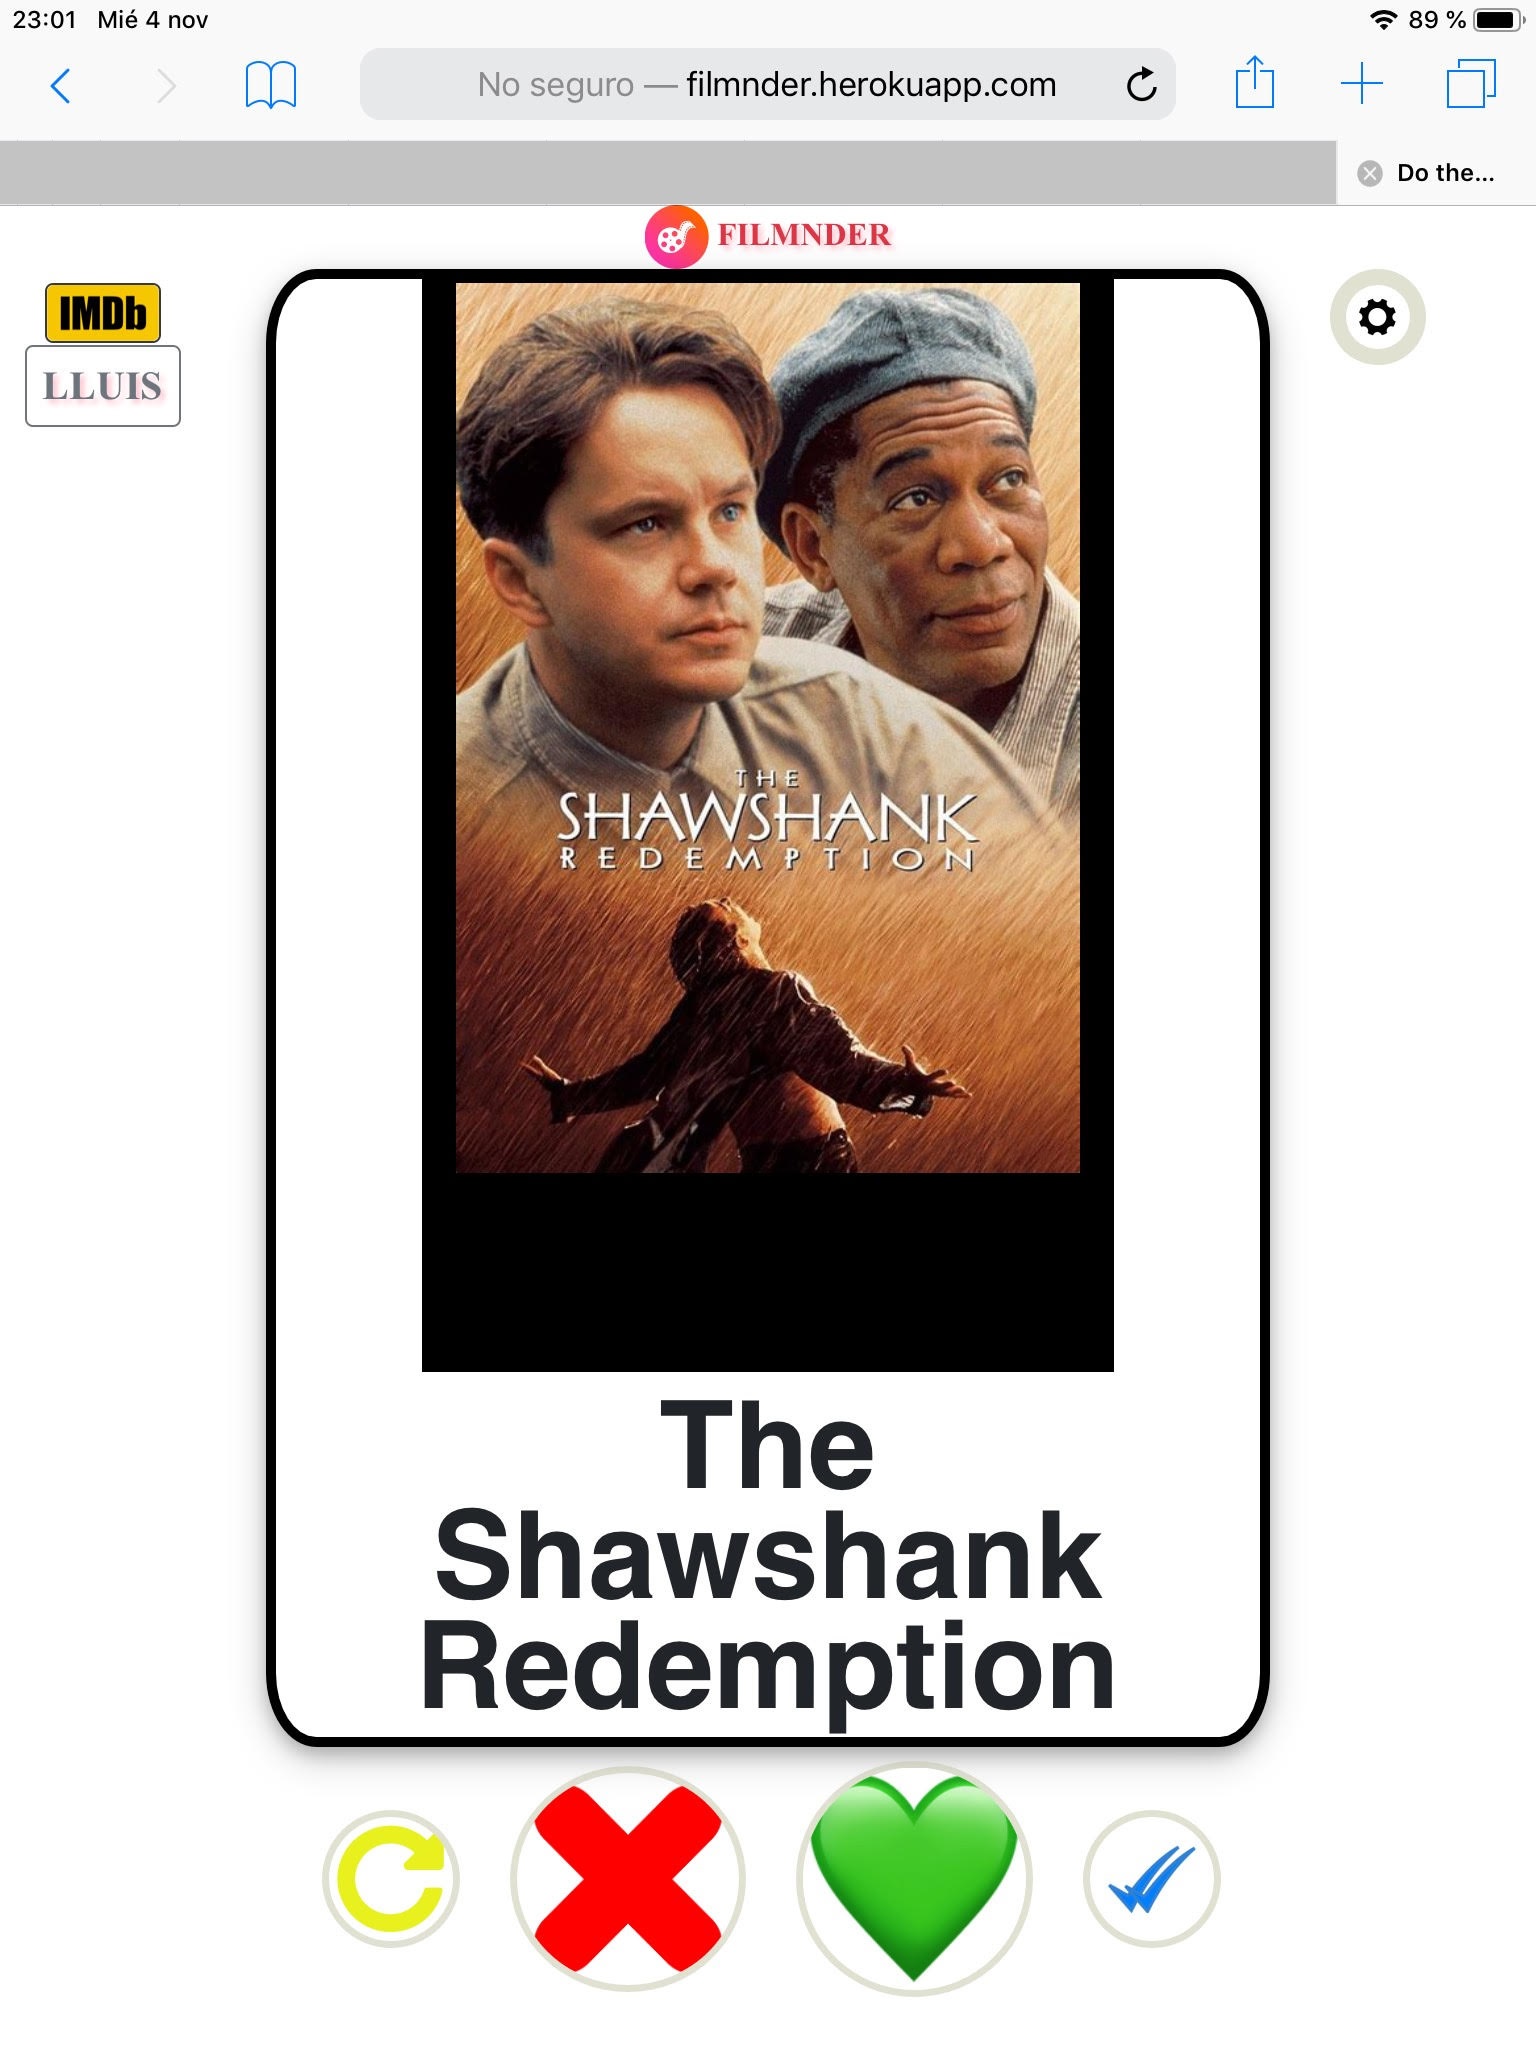 23:01 Mié 4 nov
89 %
No seguro — filmnder.herokuapp.com
Do the...
FILMNDER
IMDb
LLUIS
THE
SHAWSHANK
REDEMPTION
The
Shawshank
Redemption